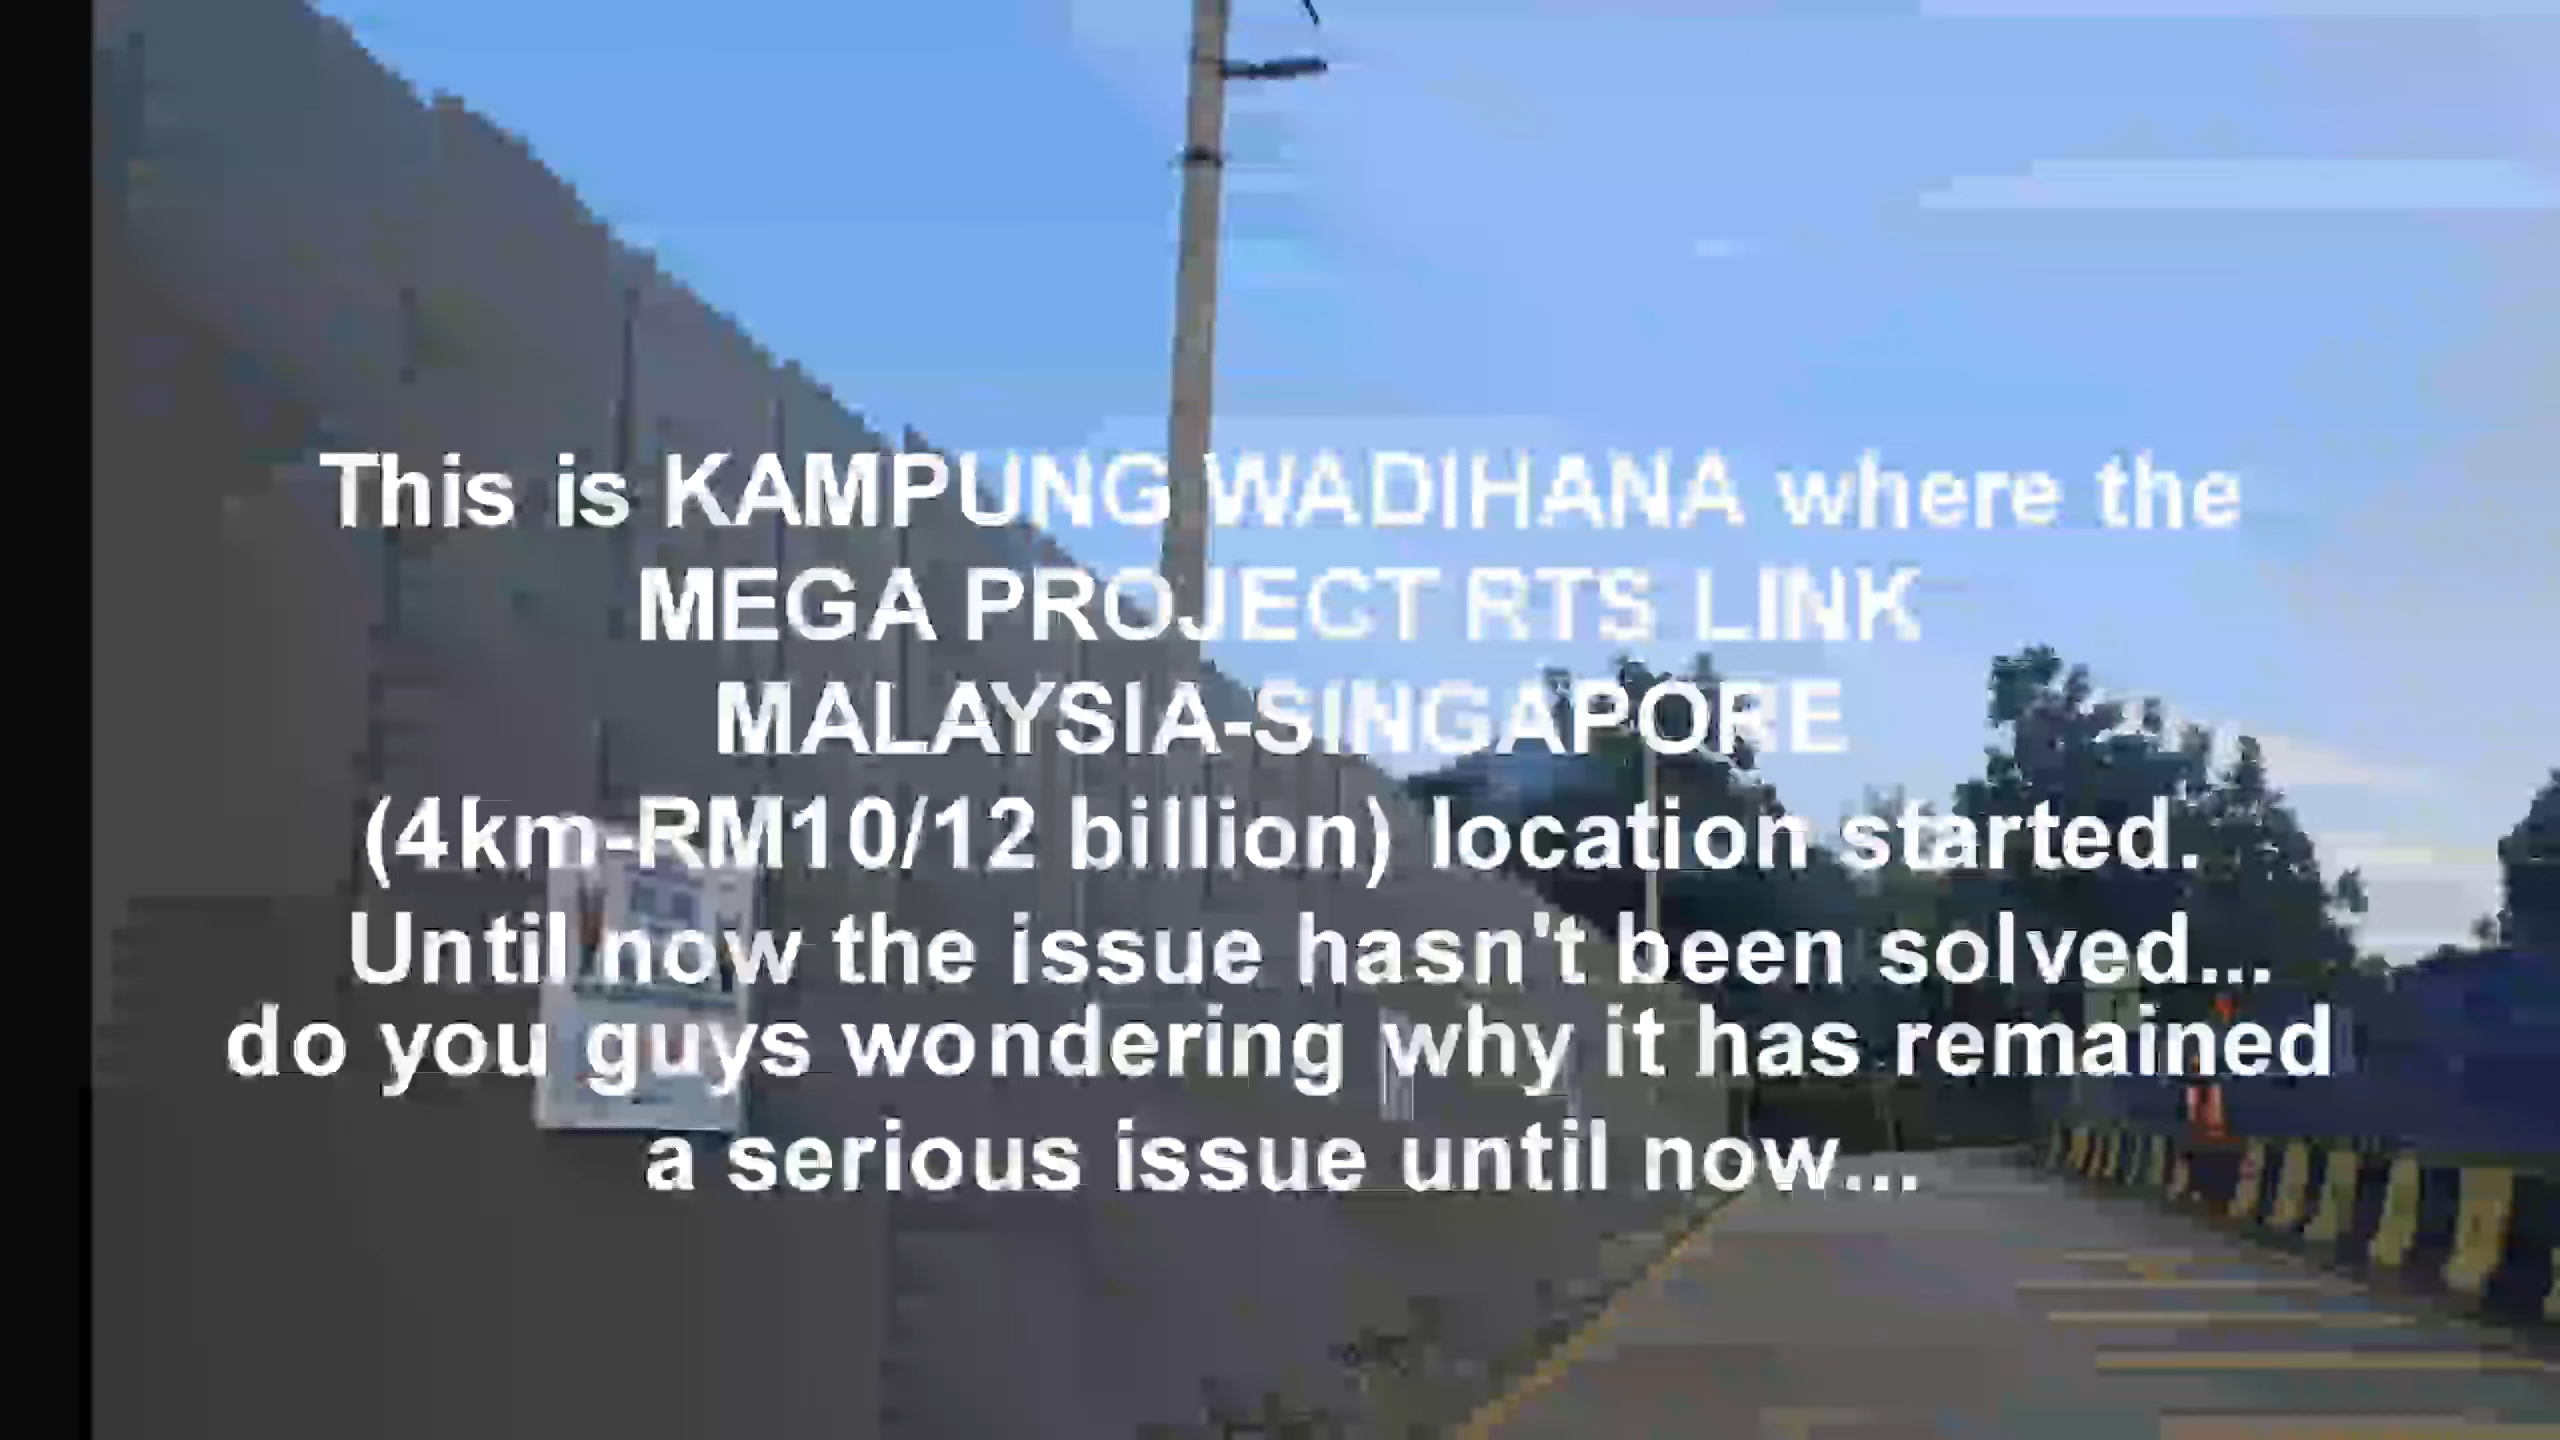 This is KAMPUNG WADIHANA where the
MEGA PROJECT RTS LINK
MALAYSIA-SINGAPORE
(4km-RM10/12 billion) location started.
Until now the issue hasn't been solved...
do you guys wondering why it has remained
a serious issue until now...